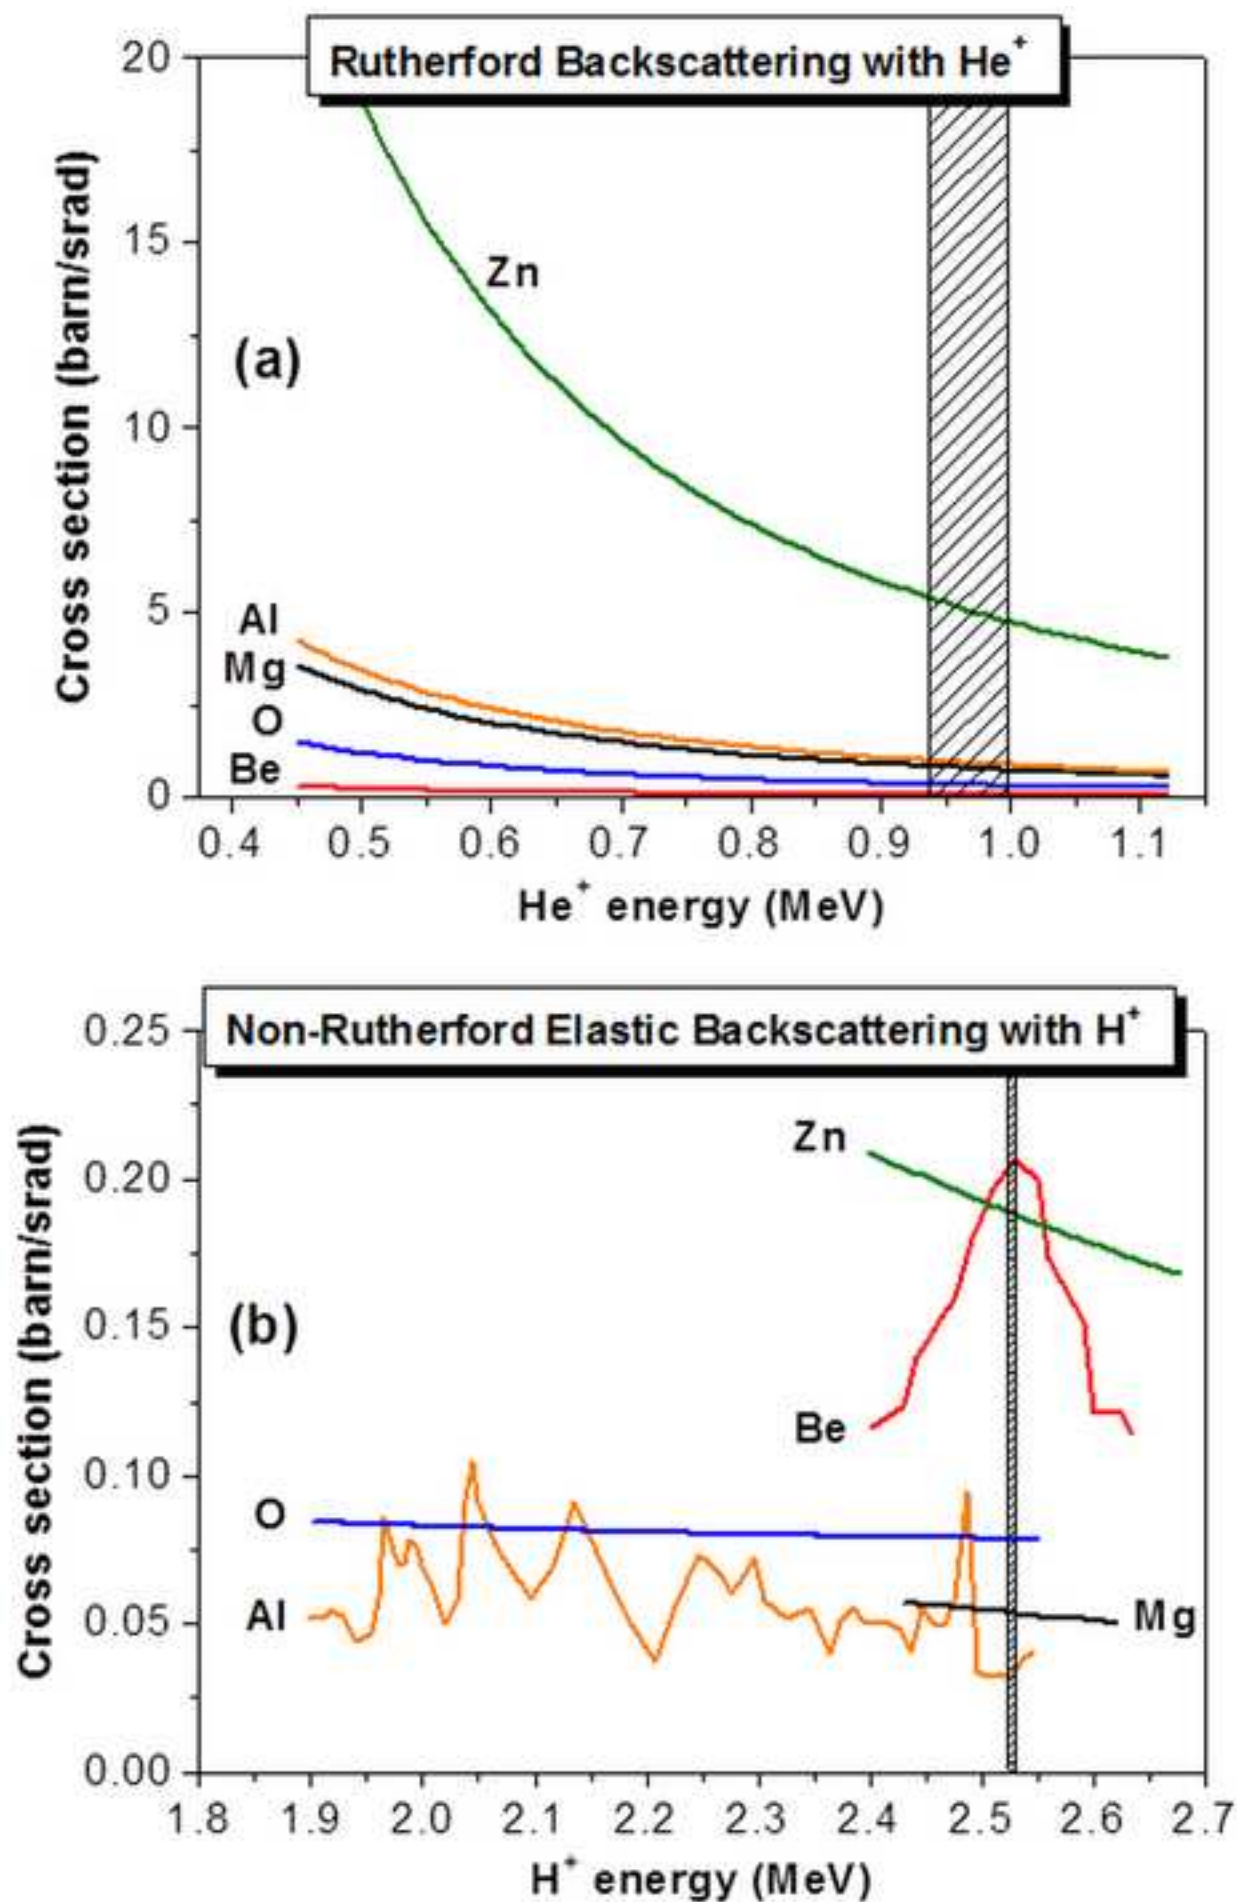 Rutherford Backscattering with He⁺
20
15
10
5
0
Cross section (barn/srad)
Zn
(a)
Al
Mg
O
Be
0.4 0.5 0.6 0.7 0.8 0.9 1.0 1.1
He⁺ energy (MeV)
Non-Rutherford Elastic Backscattering with H⁺
0.25
0.20
0.15
0.10
0.05
0.00
Cross section (barn/srad)
Zn
(b)
Be
O
Al
Mg
1.8 1.9 2.0 2.1 2.2 2.3 2.4 2.5 2.6 2.7
H⁺ energy (MeV)